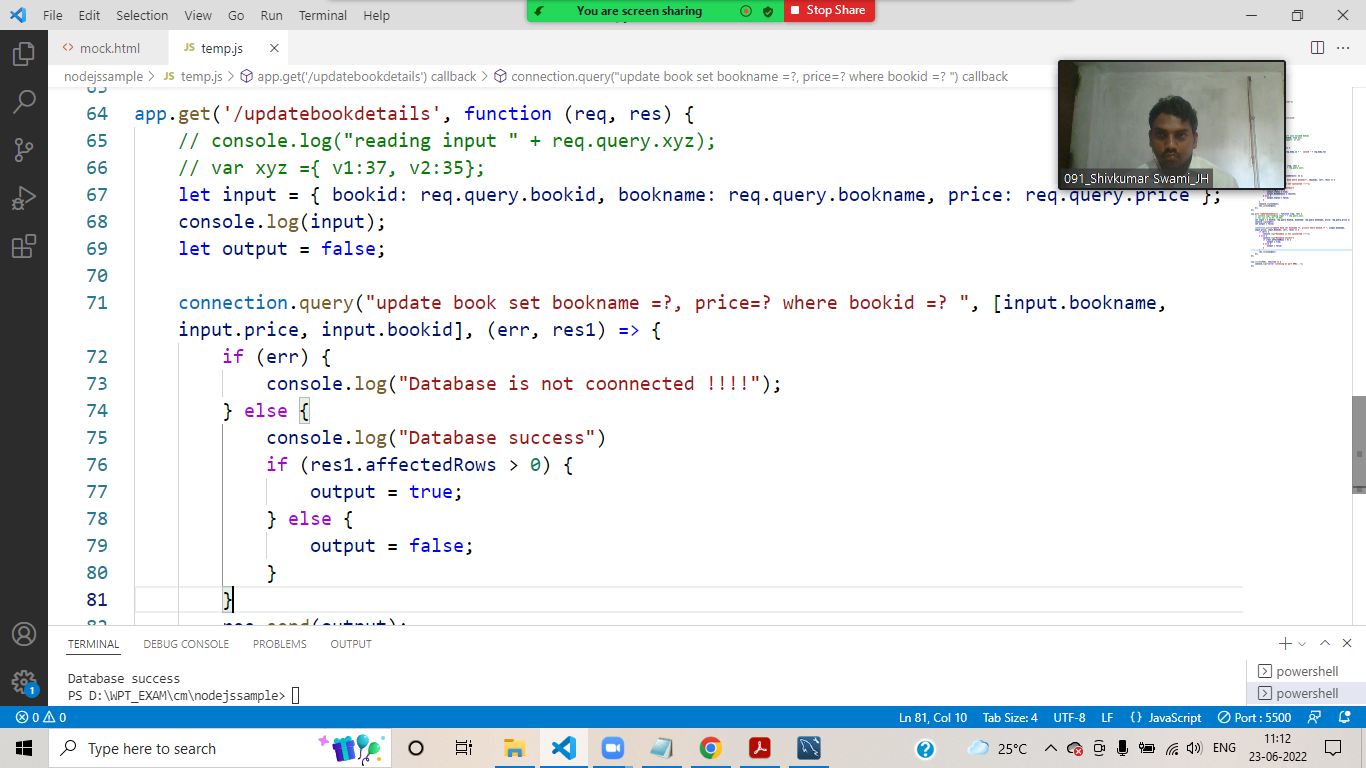 File Edit Selection View Go Run Terminal Help
You are screen sharing
Stop Share
mock.html
JS temp.js
nodejssample > JS temp.js > app.get('/updatebookdetails') callback > connection.query("update book set bookname =?, price=? where bookid =? ") callback
64 app.get('/updatebookdetails', function (req, res) {
65 // console.log("reading input " + req.query.xyz);
66 // var xyz ={ v1:37, v2:35};
67 let input = { bookid: req.query.bookid, bookname: req.query.bookname, price: req.query.price };
68 console.log(input);
69 let output = false;
70
71 connection.query("update book set bookname =?, price=? where bookid =? ", [input.bookname,
input.price, input.bookid], (err, res1) => {
72 if (err) {
73 console.log("Database is not coonnected !!!!");
74 } else {
75 console.log("Database success")
76 if (res1.affectedRows > 0) {
77 output = true;
78 } else {
79 output = false;
80 }
81 }
res.send(output);
091_Shivkumar Swami_JH
TERMINAL DEBUG CONSOLE PROBLEMS OUTPUT
Database success
PS D:\WPT_EXAM\cm\nodejssample>
powershell
powershell
1
0 0
Ln 81, Col 10 Tab Size: 4 UTF-8 LF {} JavaScript Port : 5500
Type here to search
25°C
ENG
11:12
23-06-2022